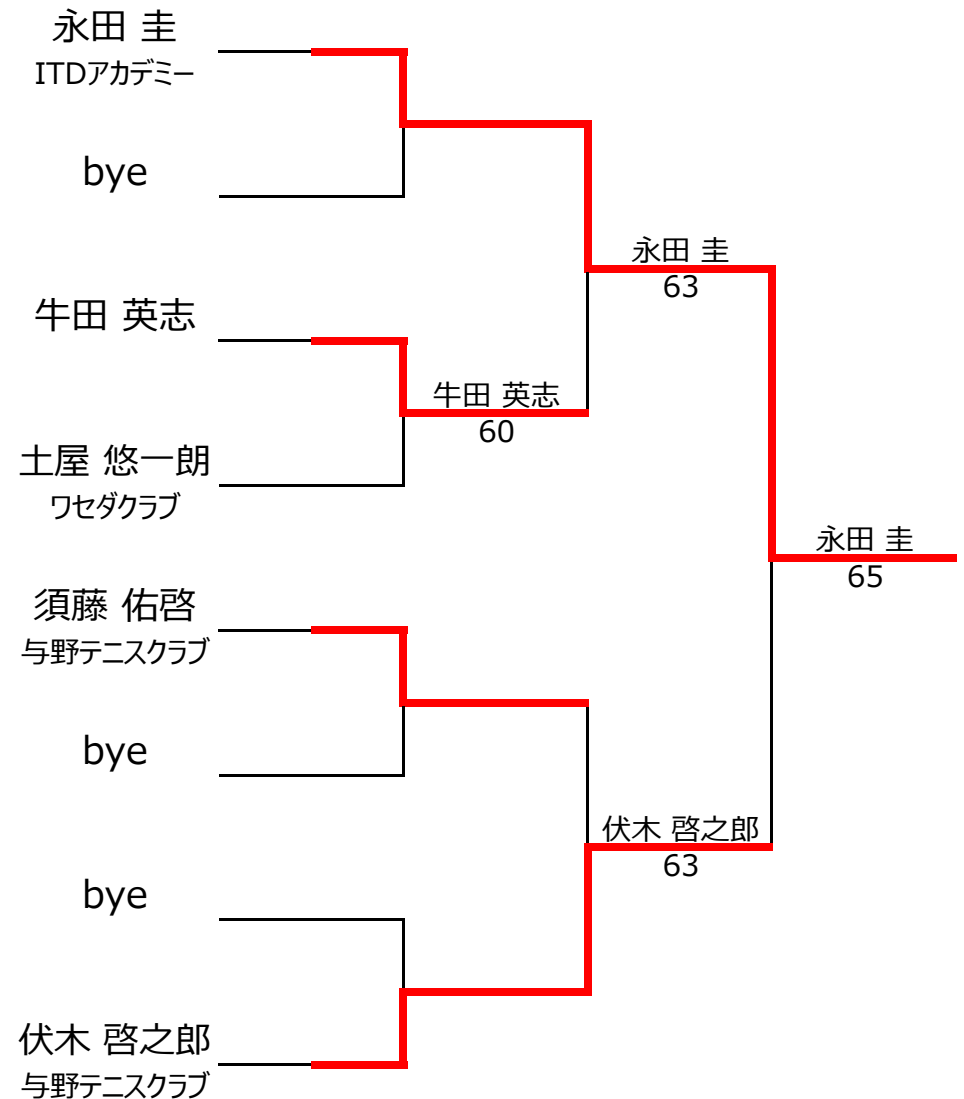 永田 圭
ITDアカデミー
bye
牛田 英志
土屋 悠一朗
ワセダクラブ
須藤 佑啓
与野テニスクラブ
bye
bye
伏木 啓之郎
与野テニスクラブ
牛田 英志
60
永田 圭
63
伏木 啓之郎
63
永田 圭
65